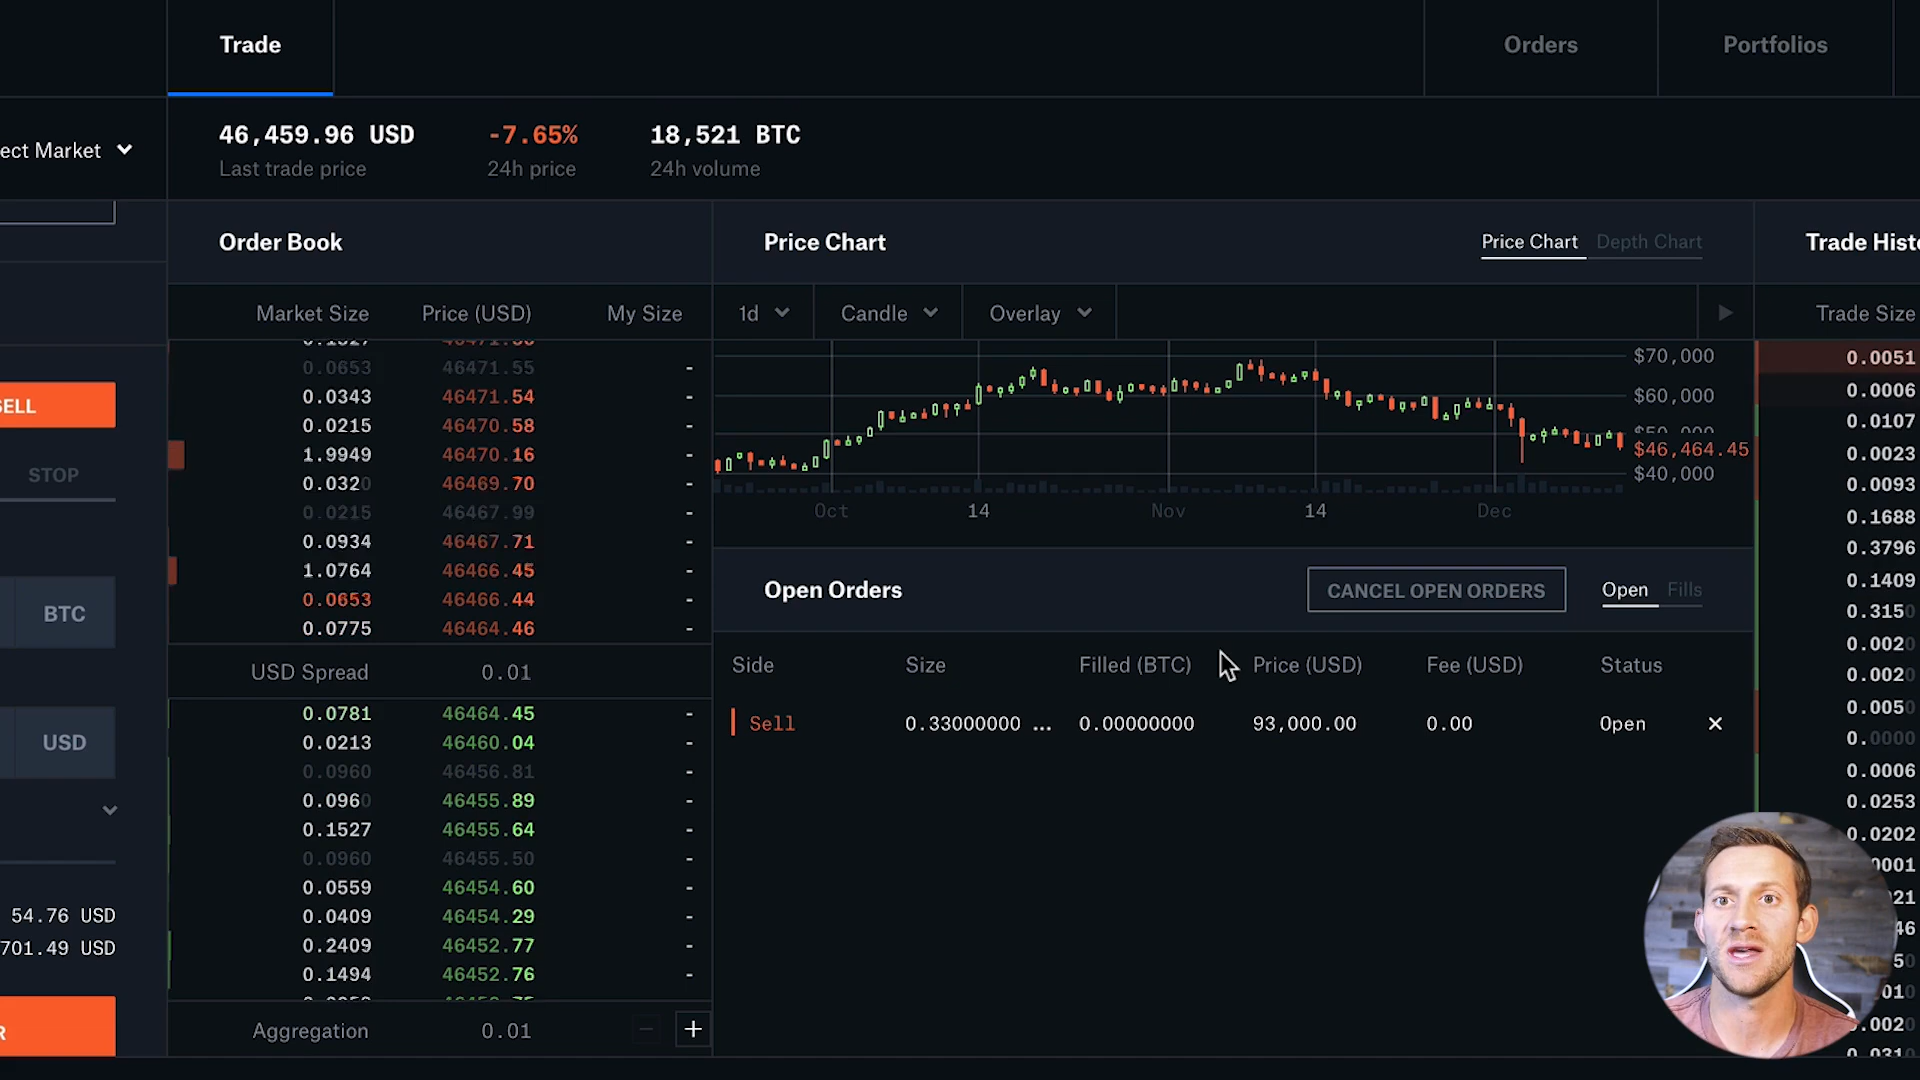 Trade
Orders
Portfolios
ect Market
46,459.96 USD
-7.65%
18,521 BTC
Last trade price
24h price
24h volume
Order Book
Market Size
Price (USD)
My Size
0.0653 46471.55 -
0.0343 46471.54 -
0.0215 46470.58 -
1.9949 46470.16 -
0.0320 46469.70 -
0.0215 46467.99 -
0.0934 46467.71 -
1.0764 46466.45 -
0.0653 46466.44 -
0.0775 46464.46 -
USD Spread 0.01
0.0781 46464.45 -
0.0213 46460.04 -
0.0960 46456.81 -
0.0960 46455.89 -
0.1527 46455.64 -
0.0960 46455.50 -
0.0559 46454.60 -
0.0409 46454.29 -
0.2409 46452.77 -
0.1494 46452.76 -
Aggregation 0.01 - +
Price Chart
Price Chart
Depth Chart
1d
Candle
Overlay
$70,000
$60,000
$46,464.45
$40,000
Oct
14
Nov
14
Dec
Open Orders
CANCEL OPEN ORDERS
Open
Fills
Side Size Filled (BTC) Price (USD) Fee (USD) Status
Sell 0.33000000 ... 0.00000000 93,000.00 0.00 Open
Trade Hist
Trade Size
0.0051
0.0006
0.0107
0.0023
0.0093
0.1688
0.3796
0.1409
0.3150
0.0020
0.0020
0.0050
0.0000
0.0006
0.0253
0.0202
0001
21
46
50
010
.0020
SELL
STOP
BTC
USD
54.76 USD
701.49 USD
R